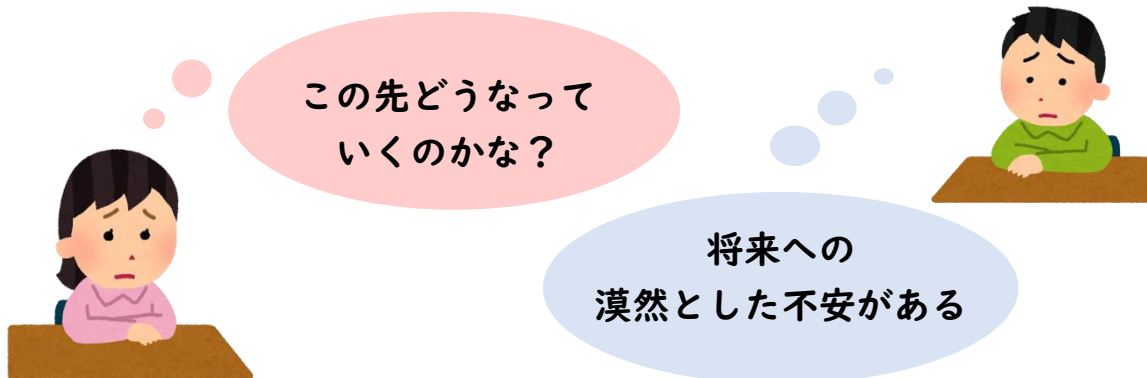 この先どうなって
いくのかな？
将来への
漠然とした不安がある